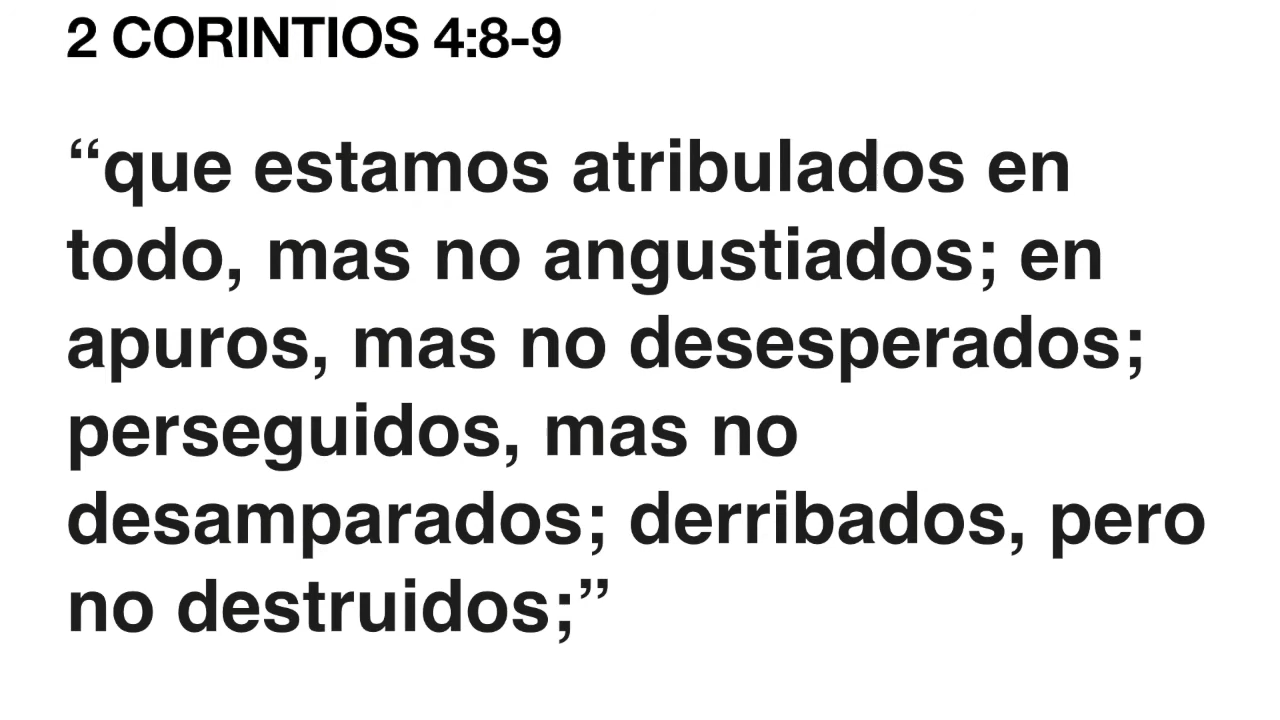 2 CORINTIOS 4:8-9
“que estamos atribulados en
todo, mas no angustiados; en
apuros, mas no desesperados;
perseguidos, mas no
desamparados; derribados, pero
no destruidos;”